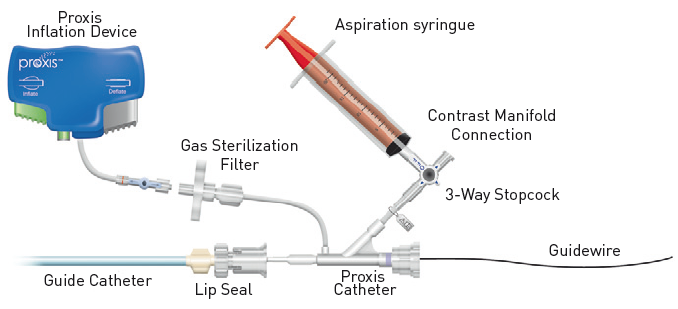 Proxis
Inflation Device
Aspiration syringue
proxis™
Inflate
Deflate
Contrast Manifold
Connection
Gas Sterilization
Filter
3-Way Stopcock
Guidewire
Guide Catheter
Lip Seal
Proxis
Catheter